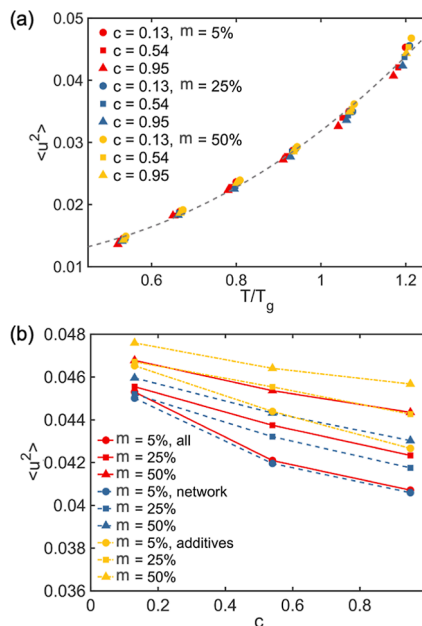 (a)
c = 0.13, m = 5%
c = 0.54
c = 0.95
c = 0.13, m = 25%
c = 0.54
c = 0.95
c = 0.13, m = 50%
c = 0.54
c = 0.95
0.05
0.04
0.03
0.02
0.01
<u²>
0.6
0.8
1
1.2
T/Tg
(b)
0.048
0.046
0.044
0.042
0.04
0.038
0.036
<u²>
m = 5%, all
m = 25%
m = 50%
m = 5%, network
m = 25%
m = 50%
m = 5%, additives
m = 25%
m = 50%
0
0.2
0.4
0.6
0.8
1
c